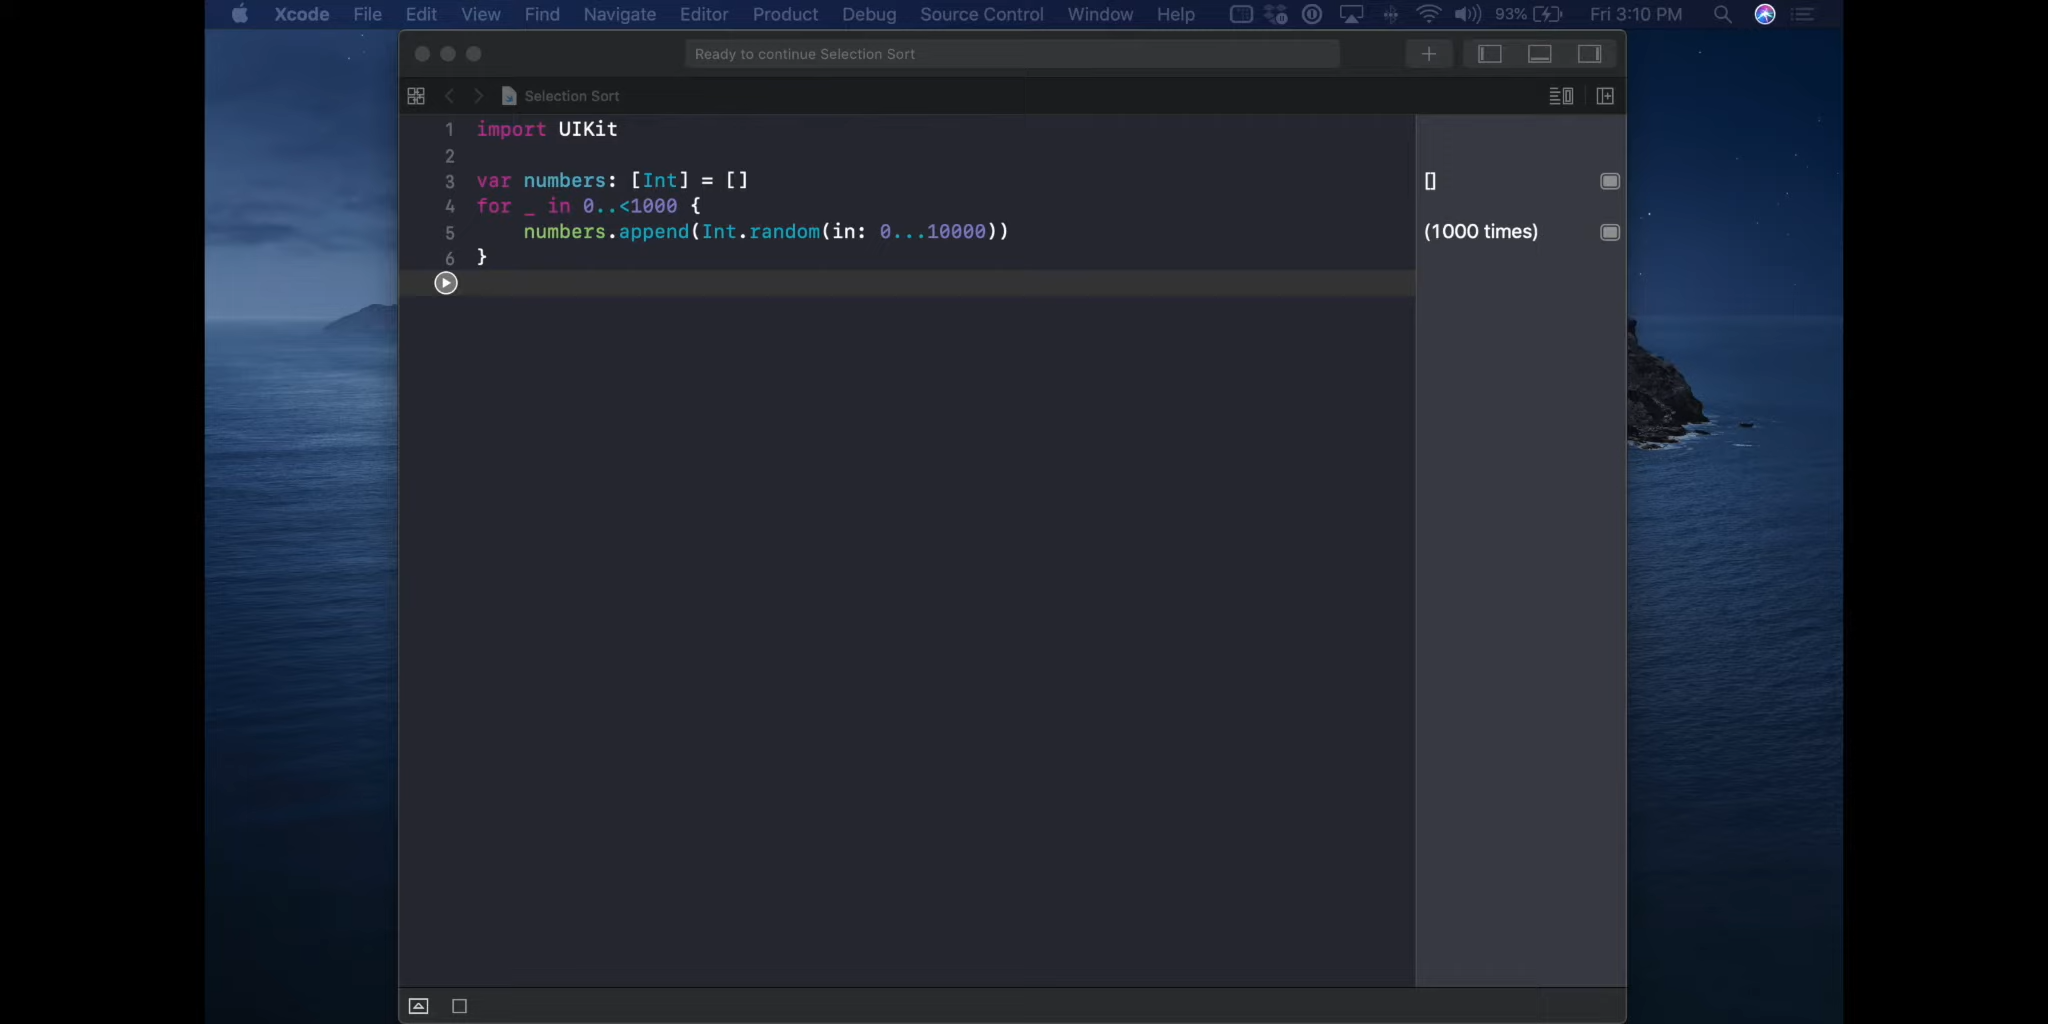 Xcode File Edit View Find Navigate Editor Product Debug Source Control Window Help 93% Fri 3:10 PM
Ready to continue Selection Sort
Selection Sort
1 import UIKit
2
3 var numbers: [Int] = [] []
4 for _ in 0..<1000 {
5 numbers.append(Int.random(in: 0...10000)) (1000 times)
6 }